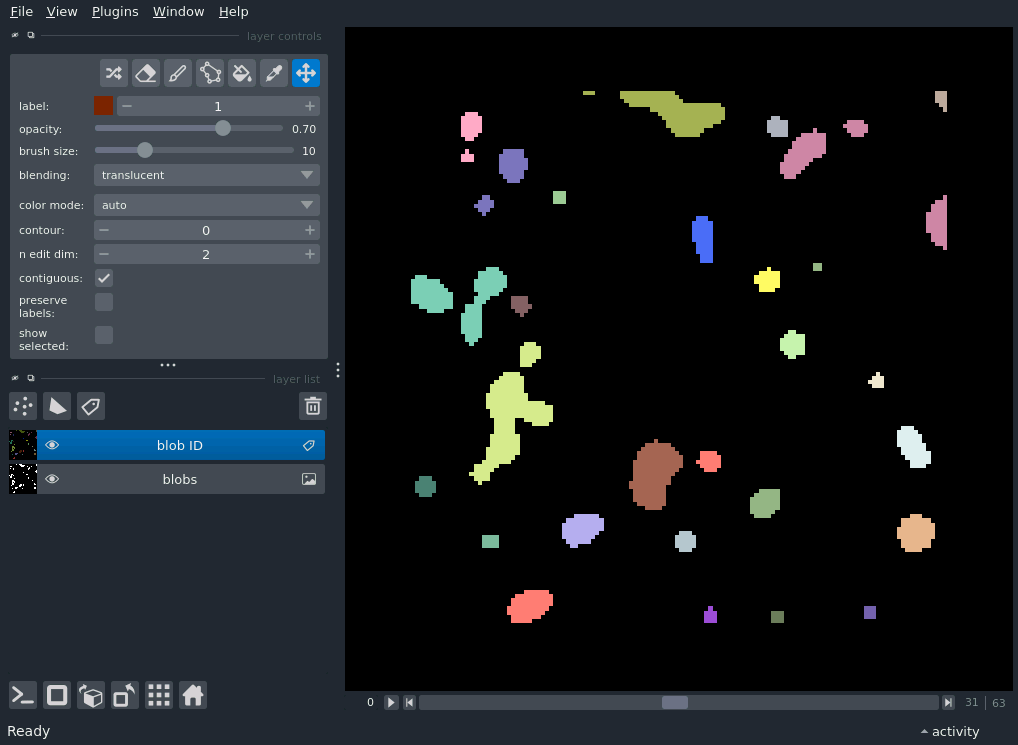 File View Plugins Window Help
layer controls
label: 1
opacity: 0.70
brush size: 10
blending: translucent
color mode: auto
contour: 0
n edit dim: 2
contiguous:
preserve
labels:
show
selected:
layer list
blob ID
blobs
0 31 | 63
Ready activity